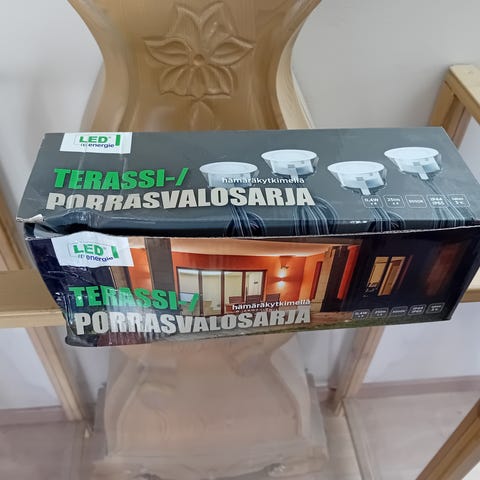 LED
energie
TERASSI-/
hämäräkytkimellä
PORRASVALOSARJA
LED
energie
TERASSI-/
hämäräkytkimellä
PORRASVALOSARJA